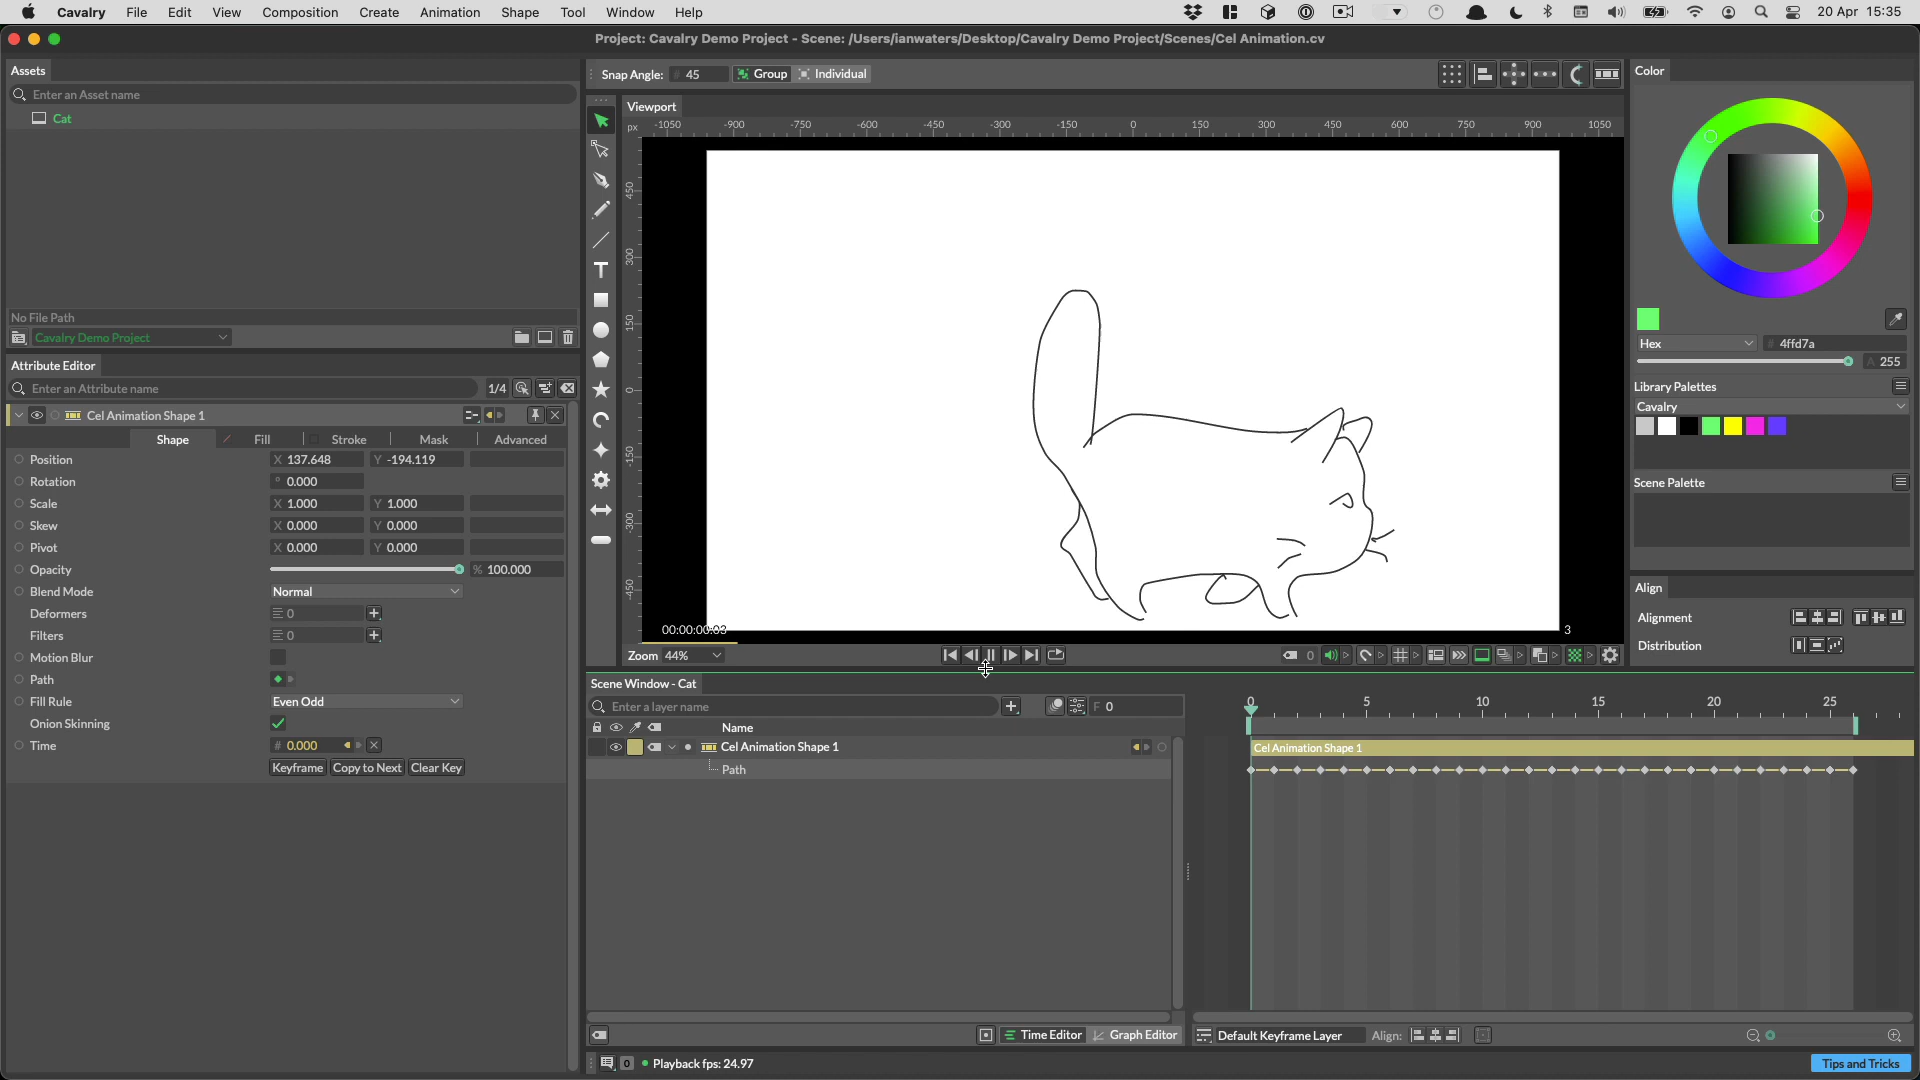 Cavalry File Edit View Composition Create Animation Shape Tool Window Help 20 Apr 15:35
Project: Cavalry Demo Project - Scene: /Users/ianwaters/Desktop/Cavalry Demo Project/Scenes/Cel Animation.cv
Assets
Enter an Asset name
Cat
No File Path
Cavalry Demo Project
Attribute Editor
Enter an Attribute name 1/4
Cel Animation Shape 1
Shape Fill Stroke Mask Advanced
Position X 137.648 Y -194.119
Rotation ° 0.000
Scale X 1.000 Y 1.000
Skew X 0.000 Y 0.000
Pivot X 0.000 Y 0.000
Opacity % 100.000
Blend Mode Normal
Deformers 0
Filters 0
Motion Blur
Path
Fill Rule Even Odd
Onion Skinning
Time # 0.000
Keyframe Copy to Next Clear Key
Snap Angle: # 45 Group Individual
Viewport
px -1050 -900 -750 -600 -450 -300 -150 0 150 300 450 600 750 900 1050
450
300
150
0
-150
-300
-450
00:00:00:03 3
Zoom 44% 0
Scene Window - Cat
Enter a layer name F 0
Name
Cel Animation Shape 1
Path
0 5 10 15 20 25
Cel Animation Shape 1
Time Editor Graph Editor Default Keyframe Layer Align:
0 Playback fps: 24.97
Tips and Tricks
Color
Hex # 4ffd7a
A 255
Library Palettes
Cavalry
Scene Palette
Align
Alignment
Distribution